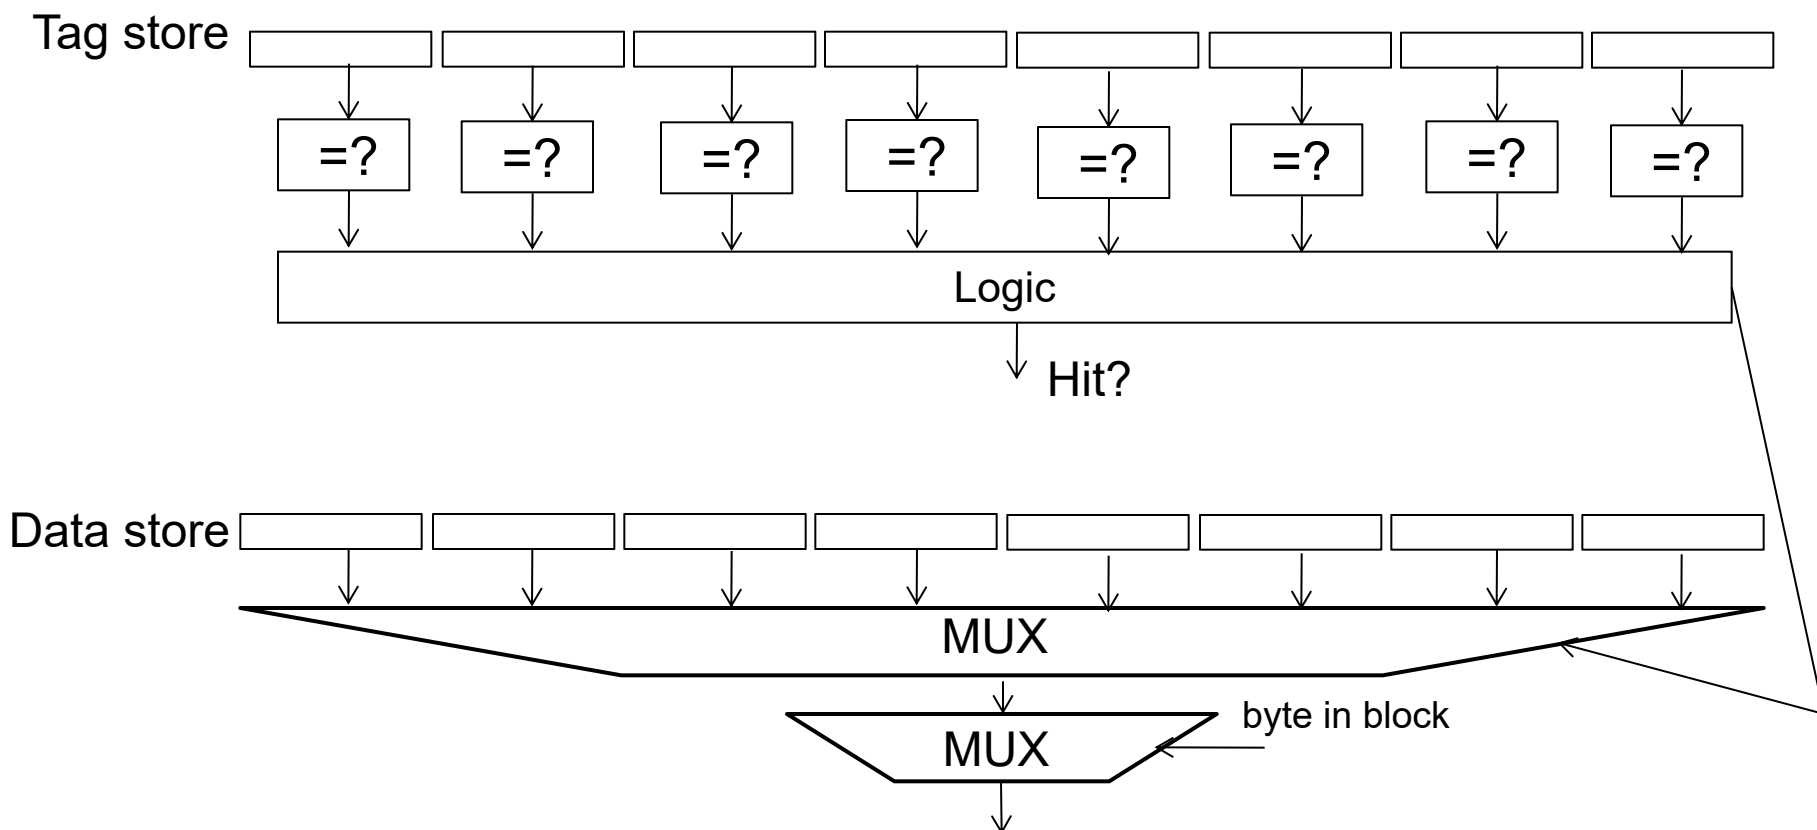 Tag store
=? =? =? =? =? =? =? =?
Logic
Hit?
Data store
MUX
byte in block
MUX